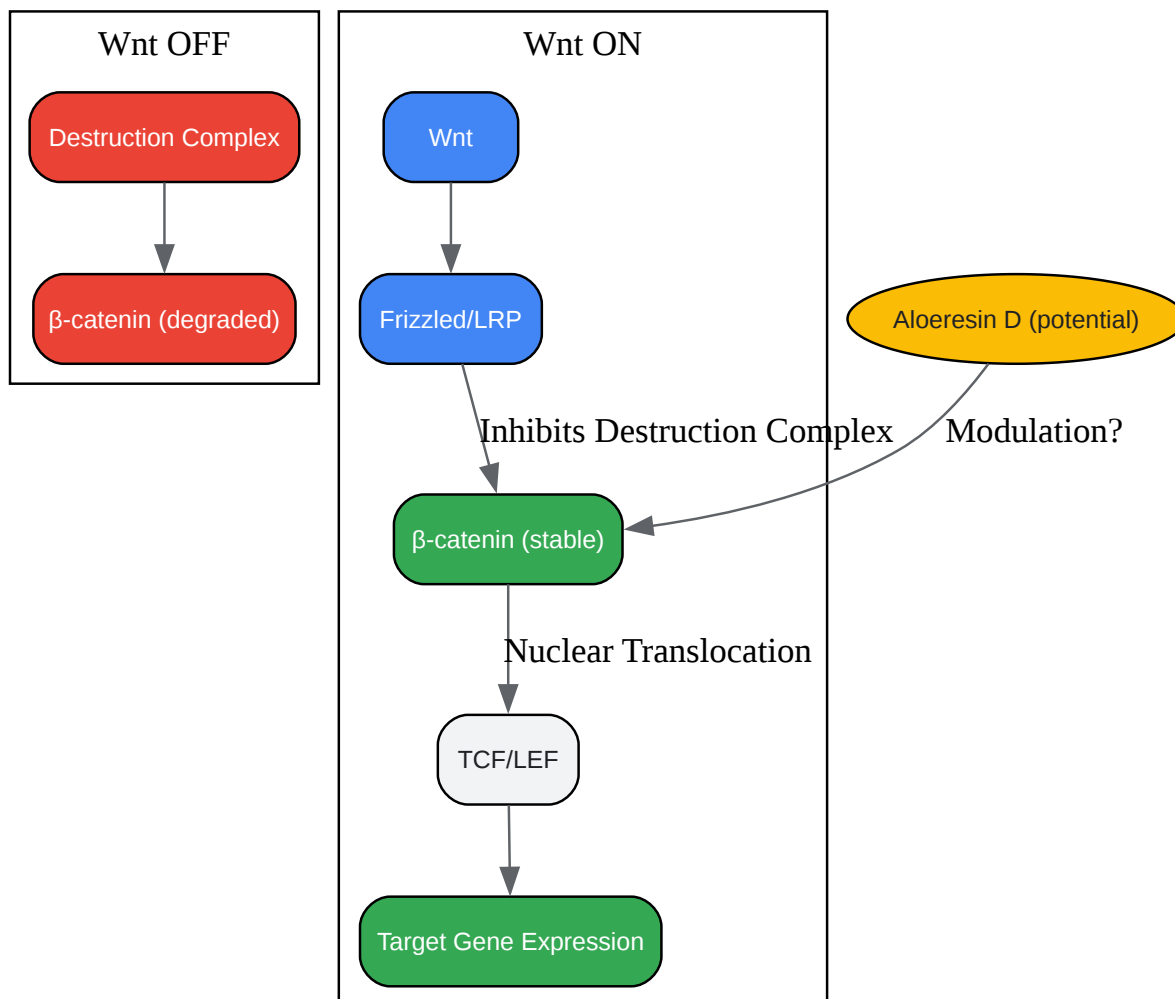 Wnt OFF
Destruction Complex
β-catenin (degraded)
Wnt ON
Wnt
Frizzled/LRP
Inhibits Destruction Complex
β-catenin (stable)
Nuclear Translocation
TCF/LEF
Target Gene Expression
Aloeresin D (potential)
Modulation?